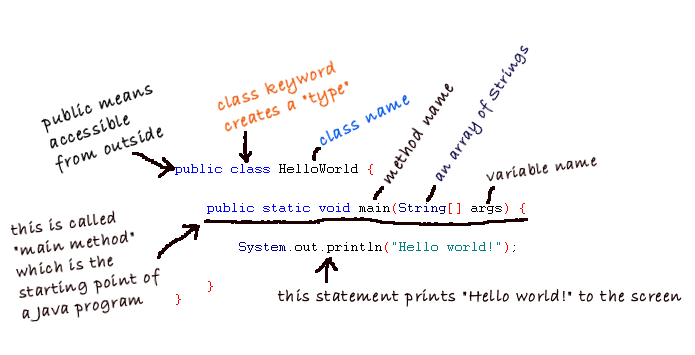 public means
accessible
from outside
class keyword
creates a "type"
class name
method name
an array of Strings
variable name
public class HelloWorld {
public static void main(String[] args) {
System.out.println("Hello world!");
}
}
this is called
"main method"
which is the
starting point of
a Java program
this statement prints "Hello world!" to the screen